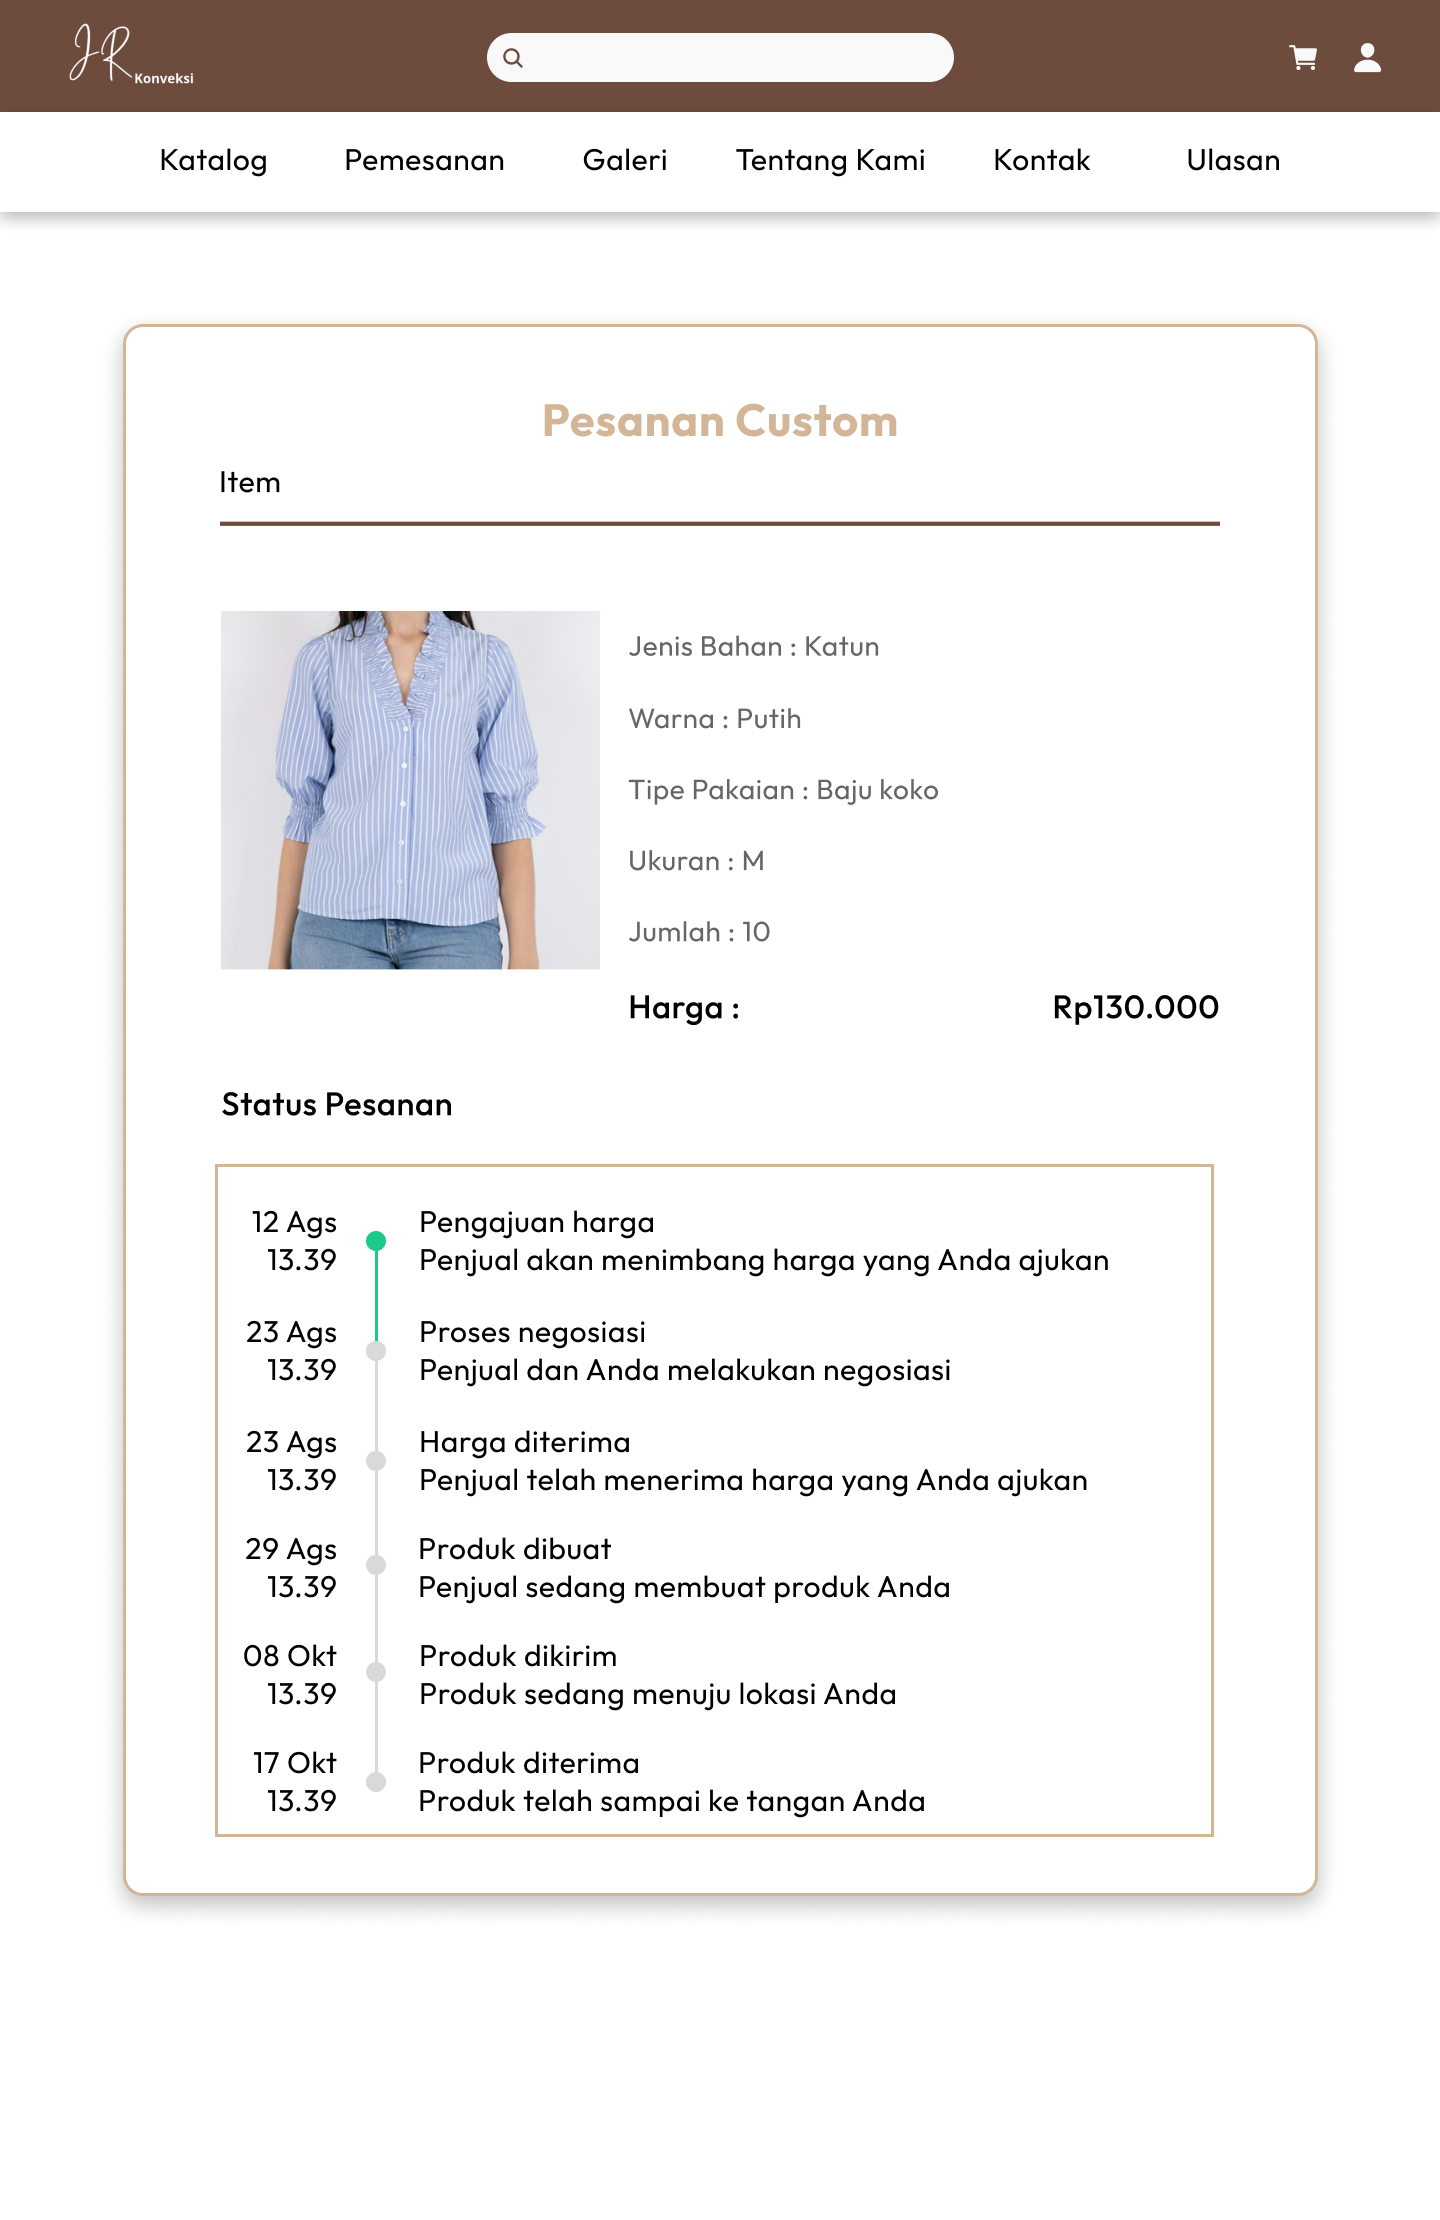 JR Konveksi
Katalog Pemesanan Galeri Tentang Kami Kontak Ulasan
Pesanan Custom
Item
Jenis Bahan : Katun
Warna : Putih
Tipe Pakaian : Baju koko
Ukuran : M
Jumlah : 10
Harga : Rp130.000
Status Pesanan
12 Ags Pengajuan harga
13.39 Penjual akan menimbang harga yang Anda ajukan
23 Ags Proses negosiasi
13.39 Penjual dan Anda melakukan negosiasi
23 Ags Harga diterima
13.39 Penjual telah menerima harga yang Anda ajukan
29 Ags Produk dibuat
13.39 Penjual sedang membuat produk Anda
08 Okt Produk dikirim
13.39 Produk sedang menuju lokasi Anda
17 Okt Produk diterima
13.39 Produk telah sampai ke tangan Anda